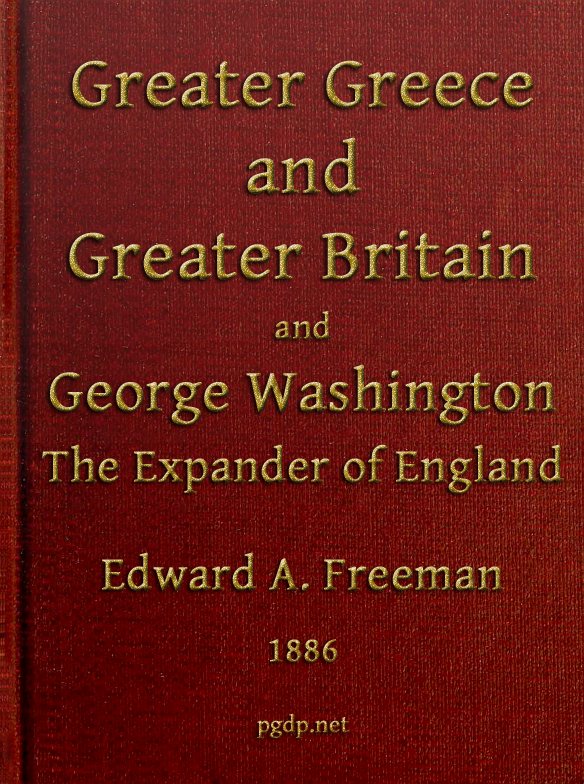 Greater Greece
and
Greater Britain
and
George Washington
The Expander of England
Edward A. Freeman
1886
pgdp.net